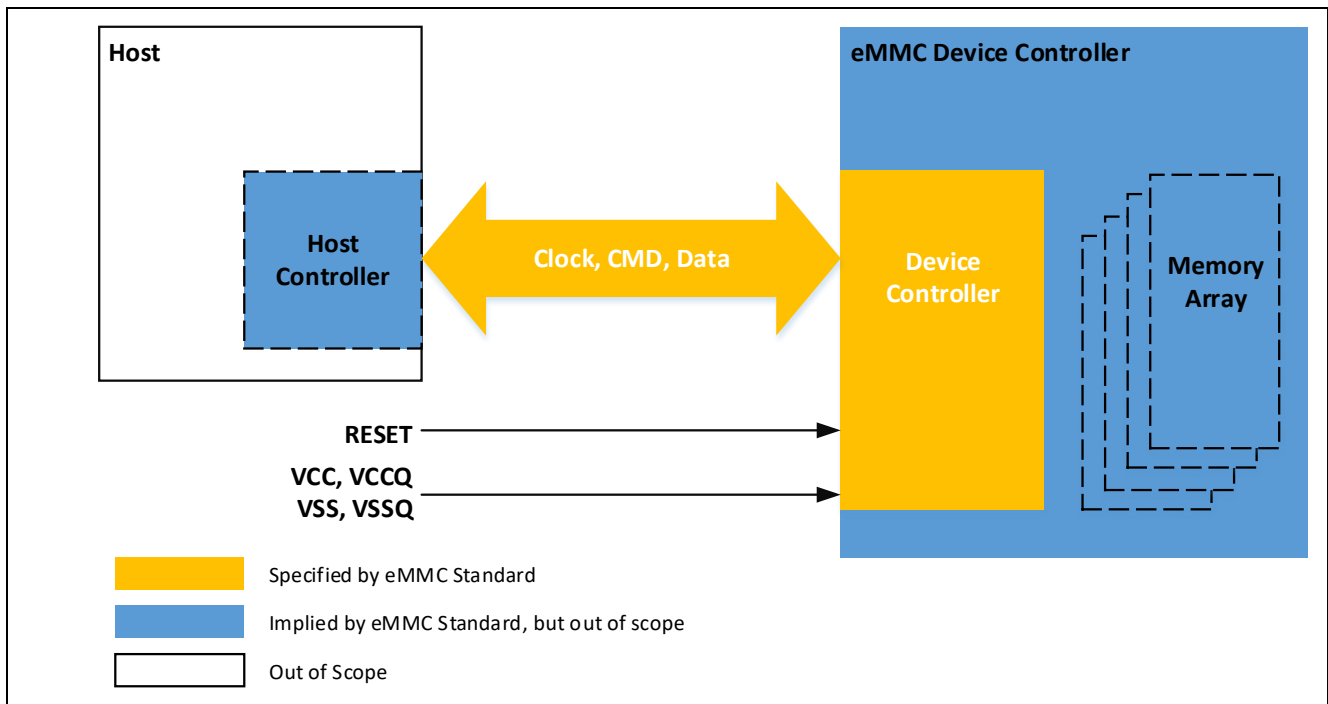 Host
eMMC Device Controller
Host
Controller
Clock, CMD, Data
Device
Controller
Memory
Array
RESET
VCC, VCCQ
VSS, VSSQ
Specified by eMMC Standard
Implied by eMMC Standard, but out of scope
Out of Scope